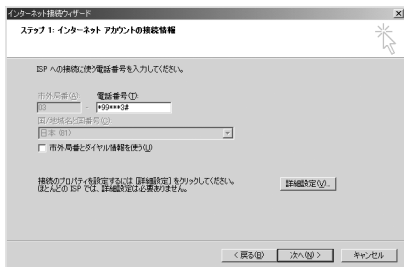 インターネット接続ウィザード
ステップ 1: インターネット アカウントの接続情報
ISP への接続に使う電話番号を入力してください。
市外局番(A): 電話番号(T):
03 - *99***3#
国/地域名と国番号(C):
日本 (81)
市外局番とダイヤル情報を使う(U)
接続のプロパティを設定するには [詳細設定] をクリックしてください。
ほとんどの ISP では、詳細設定は必要ありません。
詳細設定(V)...
< 戻る(B) 次へ(N) > キャンセル